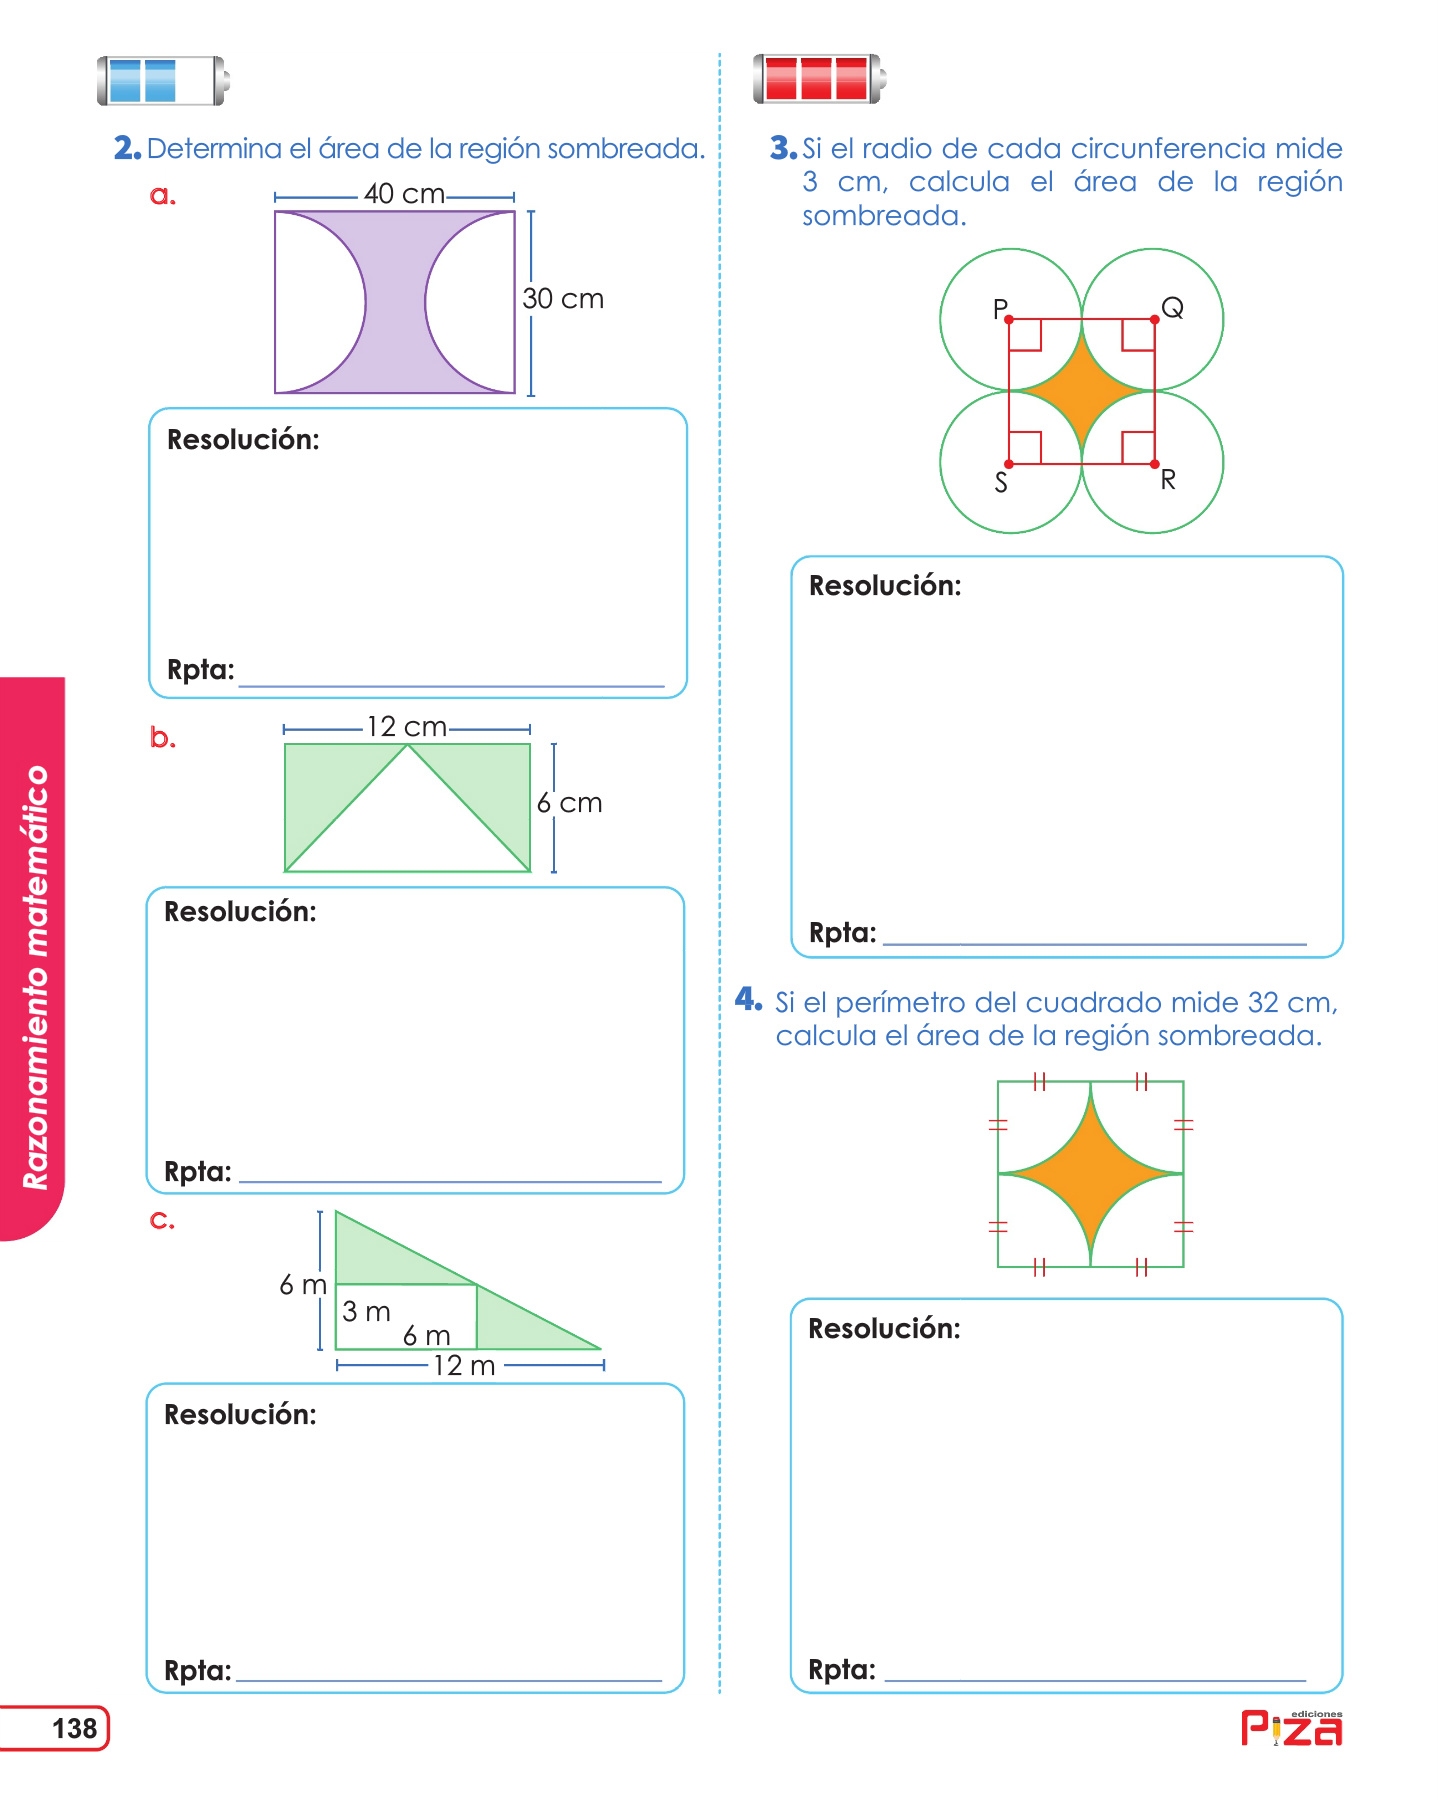 2. Determina el área de la región sombreada.
a.
40 cm
30 cm
Resolución:
Rpta:
b.
12 cm
6 cm
Resolución:
Rpta:
c.
6 m
3 m
6 m
12 m
Resolución:
Rpta:
3. Si el radio de cada circunferencia mide
3 cm, calcula el área de la región
sombreada.
P
Q
S
R
Resolución:
Rpta:
4. Si el perímetro del cuadrado mide 32 cm,
calcula el área de la región sombreada.
Resolución:
Rpta:
Razonamiento matemático
138
ediciones
Piza